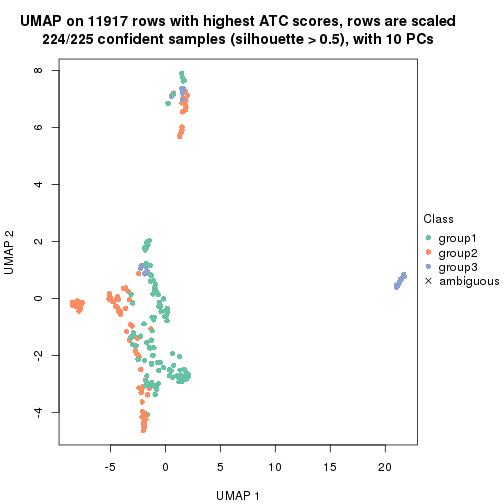 UMAP on 11917 rows with highest ATC scores, rows are scaled
224/225 confident samples (silhouette > 0.5), with 10 PCs
8
6
4
2
0
-2
-4
UMAP 2
-5
0
5
10
15
20
UMAP 1
Class
group1
group2
group3
ambiguous